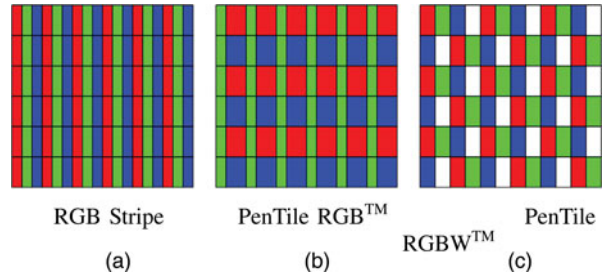 RGB Stripe
PenTile RGB™
PenTile
RGBW™
(a)
(b)
(c)